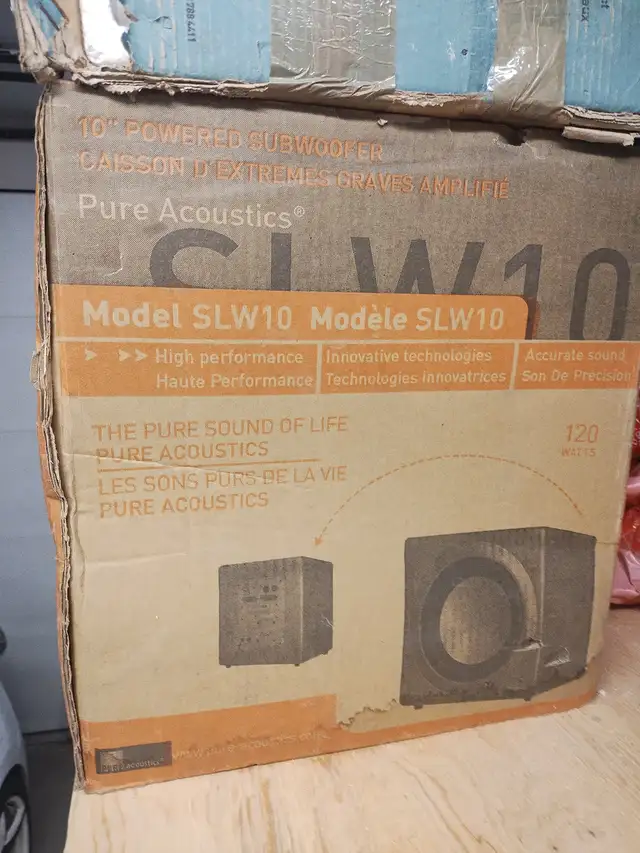 10" POWERED SUBWOOFER
CAISSON D'EXTREMES GRAVES AMPLIFIÉ
Pure Acoustics®
SLW10
Model SLW10 Modèle SLW10
High performance
Haute Performance
Innovative technologies
Technologies innovatrices
Accurate sound
Son De Précision
THE PURE SOUND OF LIFE
PURE ACOUSTICS
LES SONS PURS DE LA VIE
PURE ACOUSTICS
120
WATTS
PURE ACOUSTICS